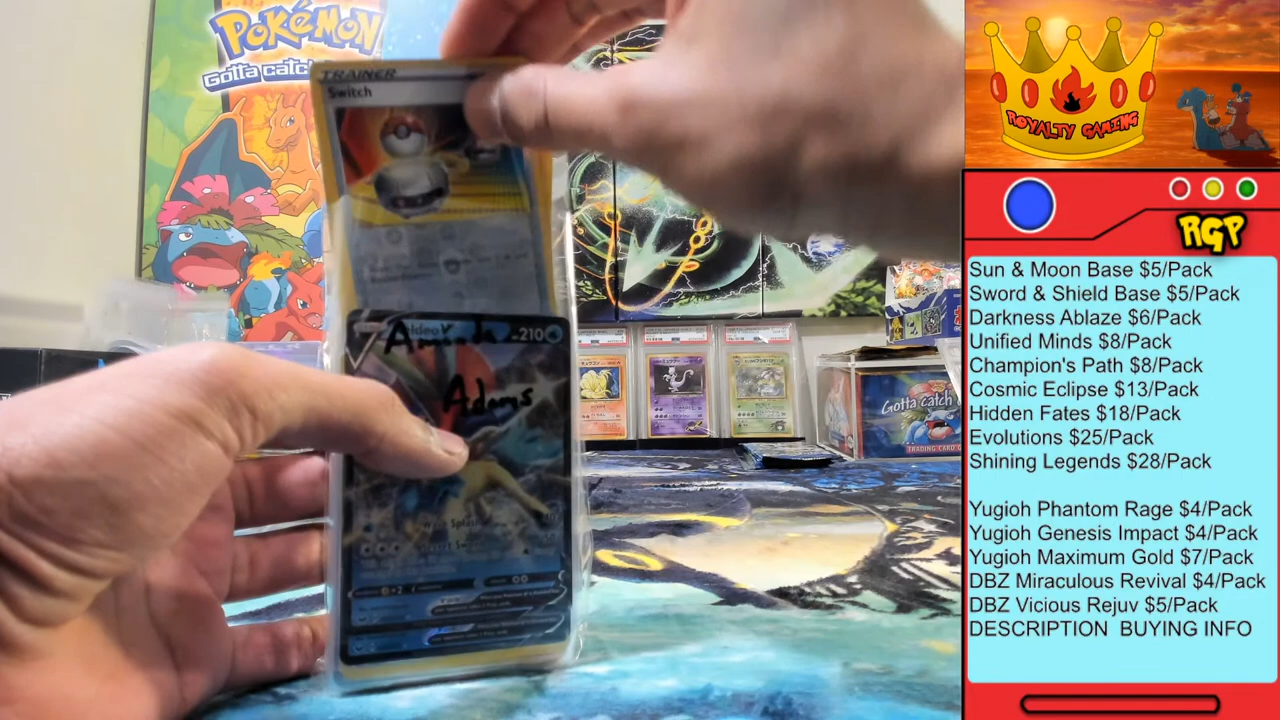 POKÉMON
GOTTA CATCH
TRAINER
Switch
Keldeo V 210
Amanda
Adams
Gotta catch
TRADING CARD G
ROYALTY GAMING
RGP
Sun & Moon Base $5/Pack
Sword & Shield Base $5/Pack
Darkness Ablaze $6/Pack
Unified Minds $8/Pack
Champion's Path $8/Pack
Cosmic Eclipse $13/Pack
Hidden Fates $18/Pack
Evolutions $25/Pack
Shining Legends $28/Pack
Yugioh Phantom Rage $4/Pack
Yugioh Genesis Impact $4/Pack
Yugioh Maximum Gold $7/Pack
DBZ Miraculous Revival $4/Pack
DBZ Vicious Rejuv $5/Pack
DESCRIPTION BUYING INFO